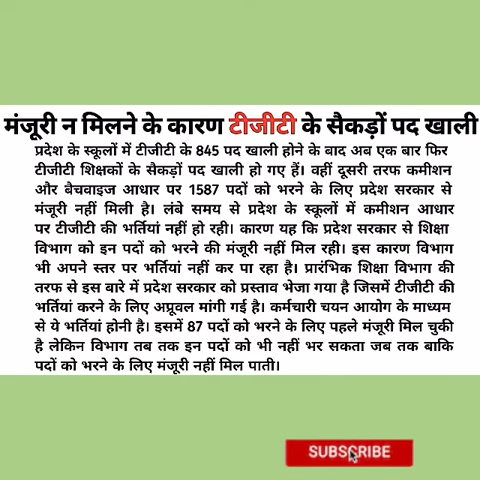 मंजूरी न मिलने के कारण टीजीटी के सैकड़ों पद खाली
प्रदेश के स्कूलों में टीजीटी के 845 पद खाली होने के बाद अब एक बार फिर
टीजीटी शिक्षकों के सैकड़ों पद खाली हो गए हैं। वहीं दूसरी तरफ कमीशन
और बैचवाइज आधार पर 1587 पदों को भरने के लिए प्रदेश सरकार से
मंजूरी नहीं मिली है। लंबे समय से प्रदेश के स्कूलों में कमीशन आधार
पर टीजीटी की भर्तियां नहीं हो रही। कारण यह कि प्रदेश सरकार से शिक्षा
विभाग को इन पदों को भरने की मंजूरी नहीं मिल रही। इस कारण विभाग
भी अपने स्तर पर भर्तियां नहीं कर पा रहा है। प्रारंभिक शिक्षा विभाग की
तरफ से इस बारे में प्रदेश सरकार को प्रस्ताव भेजा गया है जिसमें टीजीटी की
भर्तियां करने के लिए अप्रूवल मांगी गई है। कर्मचारी चयन आयोग के माध्यम
से ये भर्तियां होनी है। इसमें 87 पदों को भरने के लिए पहले मंजूरी मिल चुकी
है लेकिन विभाग तब तक इन पदों को भी नहीं भर सकता जब तक बाकि
पदों को भरने के लिए मंजूरी नहीं मिल पाती।
SUBSCRIBE